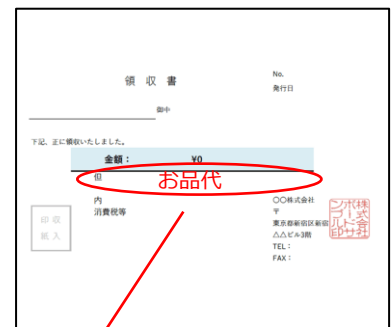 領 収 書
No.
発行日
御中
下記、正に領収いたしました。
金額： ¥0
但 お品代
内
消費税等
〇〇株式会社
〒
東京都新宿区新宿
△△ビル3階
TEL：
FAX：
収印
紙入